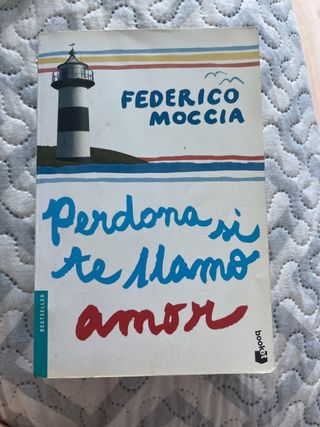 FEDERICO
MOCCIA
Perdona si
te llamo
amor
BESTSELLER
booket